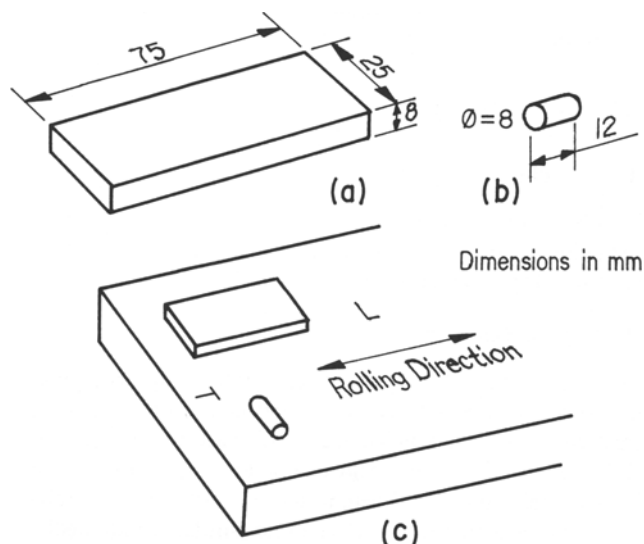 75
25
8
(a)
Ø=8
12
(b)
Dimensions in mm
L
Rolling Direction
T
(c)